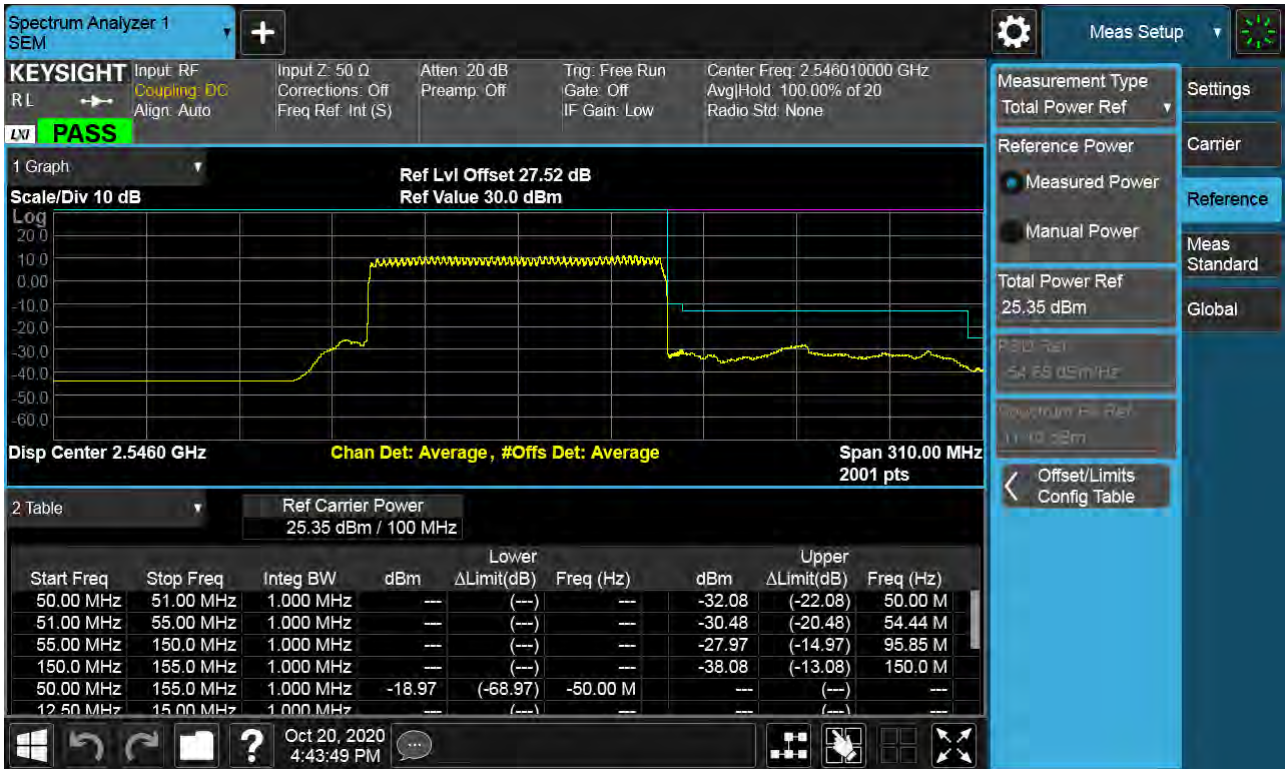 Spectrum Analyzer 1
SEM
+
Meas Setup
KEYSIGHT
RL
LXI PASS
Input: RF
Coupling: DC
Align: Auto
Input Z: 50 Ω
Corrections: Off
Freq Ref: Int (S)
Atten: 20 dB
Preamp: Off
Trig: Free Run
Gate: Off
IF Gain: Low
Center Freq: 2.546010000 GHz
Avg|Hold: 100.00% of 20
Radio Std: None
1 Graph
Scale/Div 10 dB
Ref Lvl Offset 27.52 dB
Ref Value 30.0 dBm
Log
20.0
10.0
0.00
-10.0
-20.0
-30.0
-40.0
-50.0
-60.0
Disp Center 2.5460 GHz
Chan Det: Average, #Offs Det: Average
Span 310.00 MHz
2001 pts
2 Table
Ref Carrier Power
25.35 dBm / 100 MHz
Lower Upper
Start Freq Stop Freq Integ BW dBm ΔLimit(dB) Freq (Hz) dBm ΔLimit(dB) Freq (Hz)
50.00 MHz 51.00 MHz 1.000 MHz --- (---) --- -32.08 (-22.08) 50.00 M
51.00 MHz 55.00 MHz 1.000 MHz --- (---) --- -30.48 (-20.48) 54.44 M
55.00 MHz 150.0 MHz 1.000 MHz --- (---) --- -27.97 (-14.97) 95.85 M
150.0 MHz 155.0 MHz 1.000 MHz --- (---) --- -38.08 (-13.08) 150.0 M
50.00 MHz 155.0 MHz 1.000 MHz -18.97 (-68.97) -50.00 M --- (---) ---
12.50 MHz 15.00 MHz 1.000 MHz --- (---) --- --- (---) ---
?
Oct 20, 2020
4:43:49 PM
Measurement Type
Total Power Ref
Reference Power
Measured Power
Manual Power
Total Power Ref
25.35 dBm
PSD Ref
Offset/Limits
Config Table
Settings
Carrier
Reference
Meas
Standard
Global